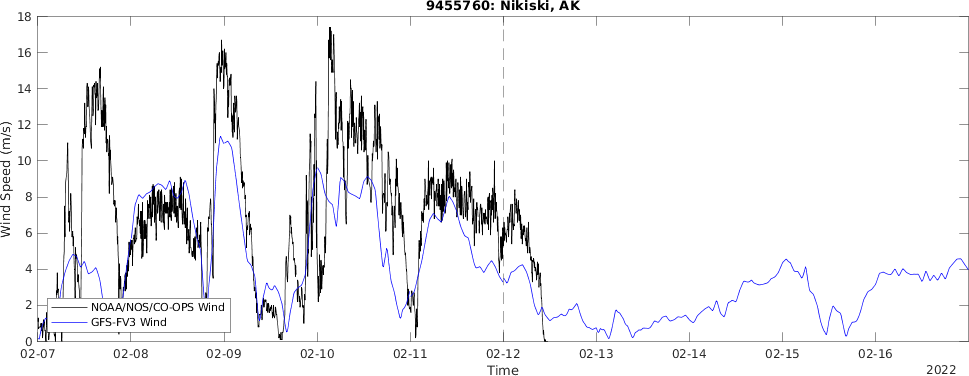 9455760: Nikiski, AK
Wind Speed (m/s)
18
16
14
12
10
8
6
4
2
0
NOAA/NOS/CO-OPS Wind
GFS-FV3 Wind
02-07 02-08 02-09 02-10 02-11 02-12 02-13 02-14 02-15 02-16
Time
2022